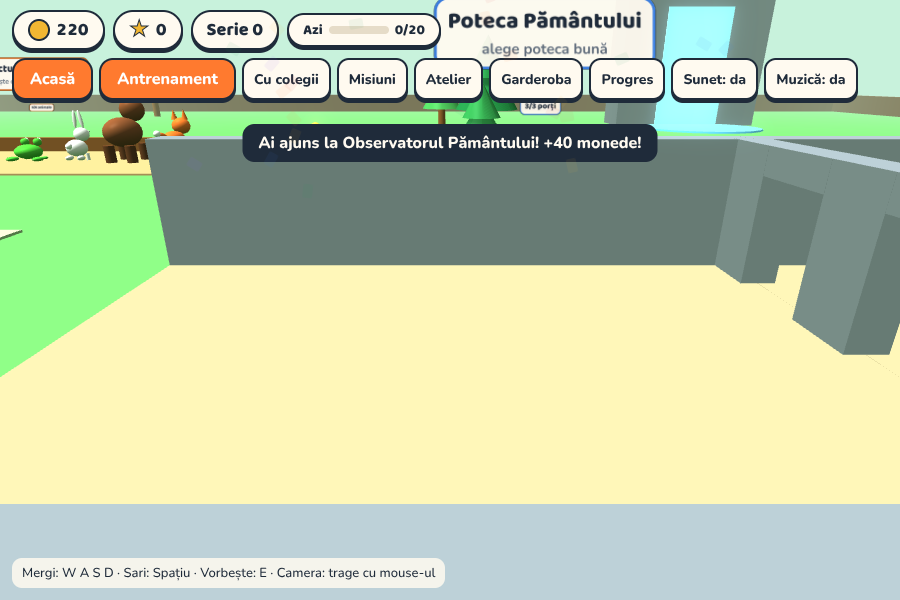 220
0
Serie 0
Azi 0/20
Poteca Pământului
alege poteca bună
Acasă
Antrenament
Cu colegii
Misiuni
Atelier
Garderoba
Progres
Sunet: da
Muzică: da
3/3 porți
Ai ajuns la Observatorul Pământului! +40 monede!
Mergi: W A S D · Sari: Spațiu · Vorbește: E · Camera: trage cu mouse-ul